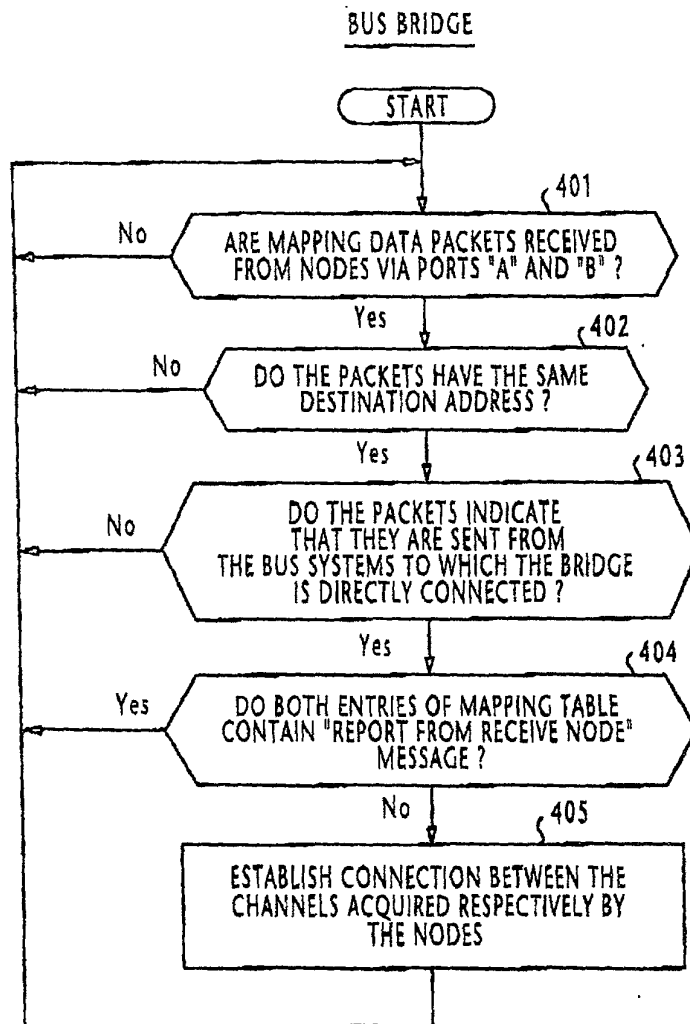 BUS BRIDGE
START
401
No
ARE MAPPING DATA PACKETS RECEIVED
FROM NODES VIA PORTS "A" AND "B" ?
Yes
402
No
DO THE PACKETS HAVE THE SAME
DESTINATION ADDRESS ?
Yes
403
No
DO THE PACKETS INDICATE
THAT THEY ARE SENT FROM
THE BUS SYSTEMS TO WHICH THE BRIDGE
IS DIRECTLY CONNECTED ?
Yes
404
Yes
DO BOTH ENTRIES OF MAPPING TABLE
CONTAIN "REPORT FROM RECEIVE NODE"
MESSAGE ?
No
405
ESTABLISH CONNECTION BETWEEN THE
CHANNELS ACQUIRED RESPECTIVELY BY
THE NODES